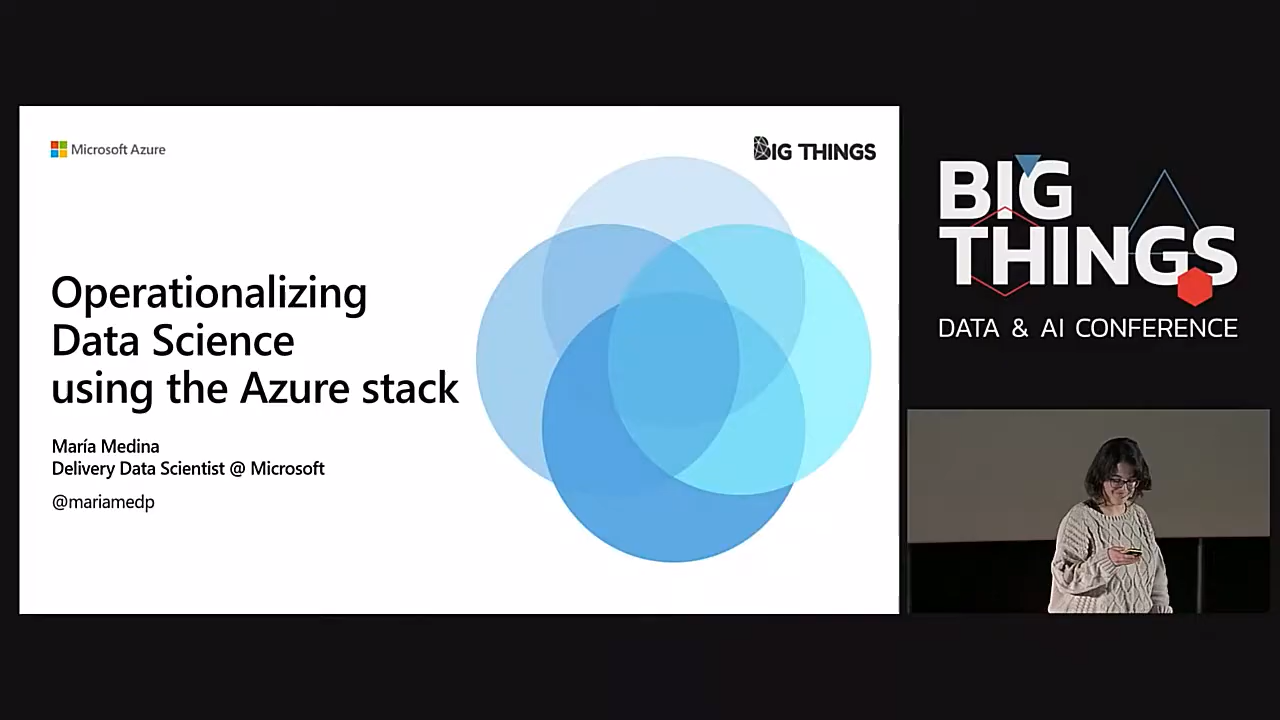 Microsoft Azure
BIG THINGS
Operationalizing
Data Science
using the Azure stack
María Medina
Delivery Data Scientist @ Microsoft
@mariamedp
BIG
THINGS
DATA & AI CONFERENCE